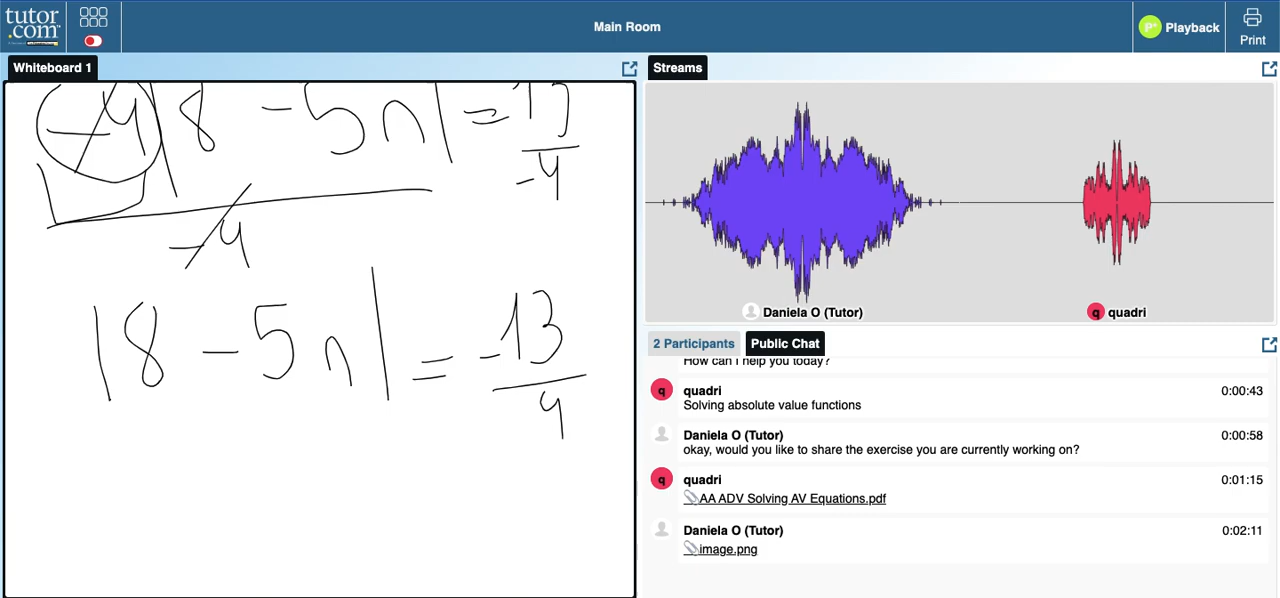 tutor
.com
Main Room
Playback
Print
Whiteboard 1
Streams
-4|8 - 5n| = 13
-4
-4
|8 - 5n| = -13
4
Daniela O (Tutor)
q quadri
2 Participants
Public Chat
How can I help you today?
q quadri 0:00:43
Solving absolute value functions
Daniela O (Tutor) 0:00:58
okay, would you like to share the exercise you are currently working on?
q quadri 0:01:15
AA ADV Solving AV Equations.pdf
Daniela O (Tutor) 0:02:11
image.png